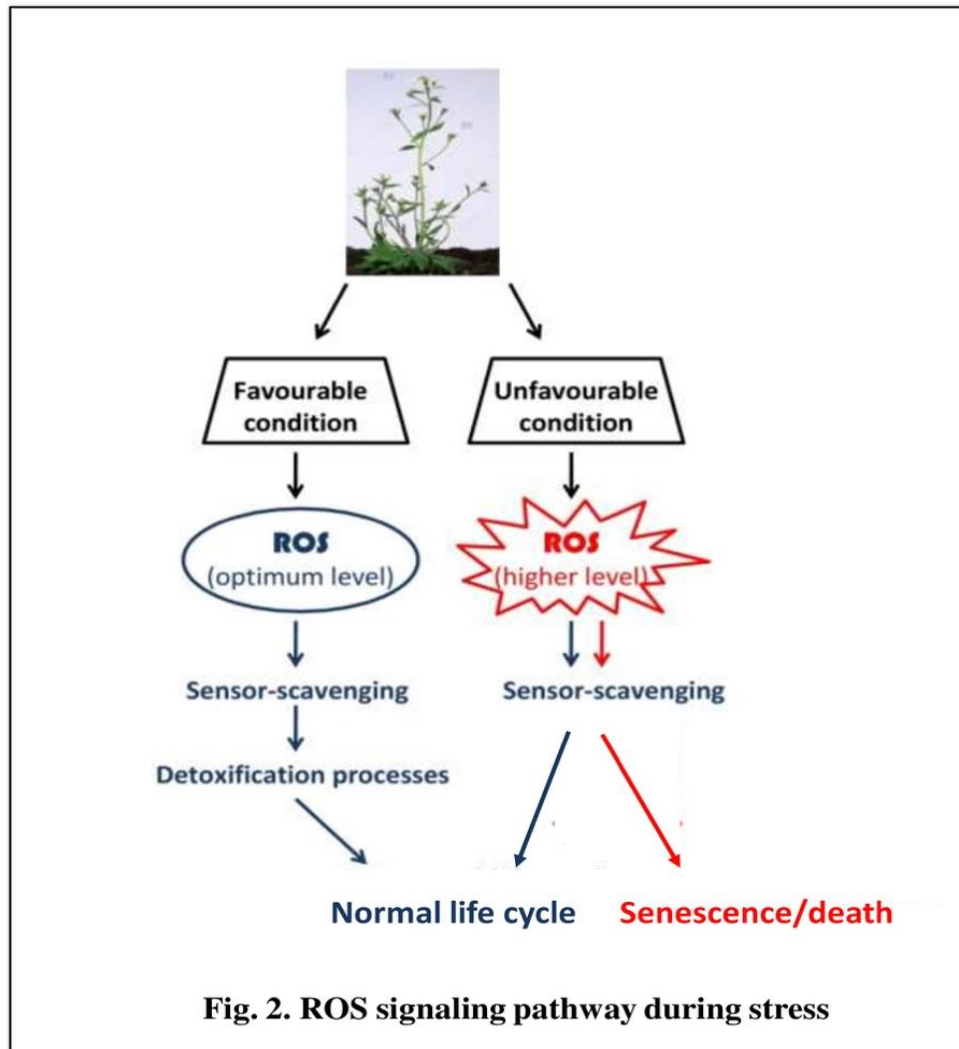 Favourable
condition
Unfavourable
condition
ROS
(optimum level)
ROS
(higher level)
Sensor-scavenging
Sensor-scavenging
Detoxification processes
Normal life cycle
Senescence/death
Fig. 2. ROS signaling pathway during stress